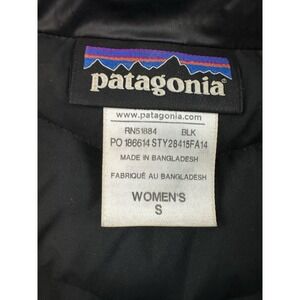 patagonia
www.patagonia.com
RN51884 BLK
PO 186614 STY28415FA14
MADE IN BANGLADESH
FABRIQUÉ AU BANGLADESH
WOMEN'S
S